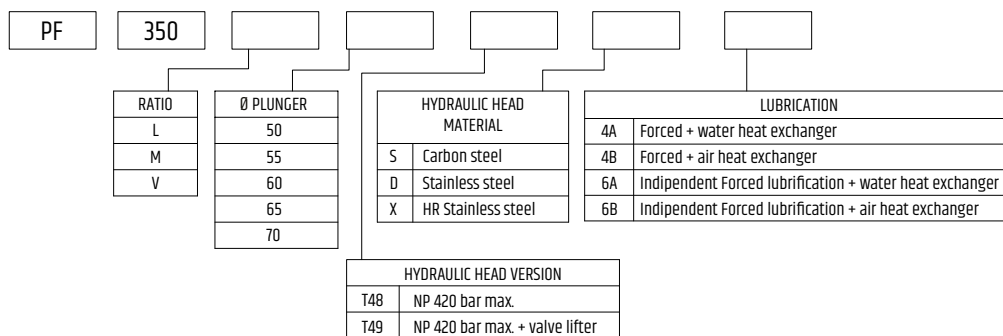 PF 350
RATIO
L
M
V
Ø PLUNGER
50
55
60
65
70
HYDRAULIC HEAD
MATERIAL
S Carbon steel
D Stainless steel
X HR Stainless steel
LUBRICATION
4A Forced + water heat exchanger
4B Forced + air heat exchanger
6A Indipendent Forced lubrification + water heat exchanger
6B Indipendent Forced lubrification + air heat exchanger
HYDRAULIC HEAD VERSION
T48 NP 420 bar max.
T49 NP 420 bar max. + valve lifter